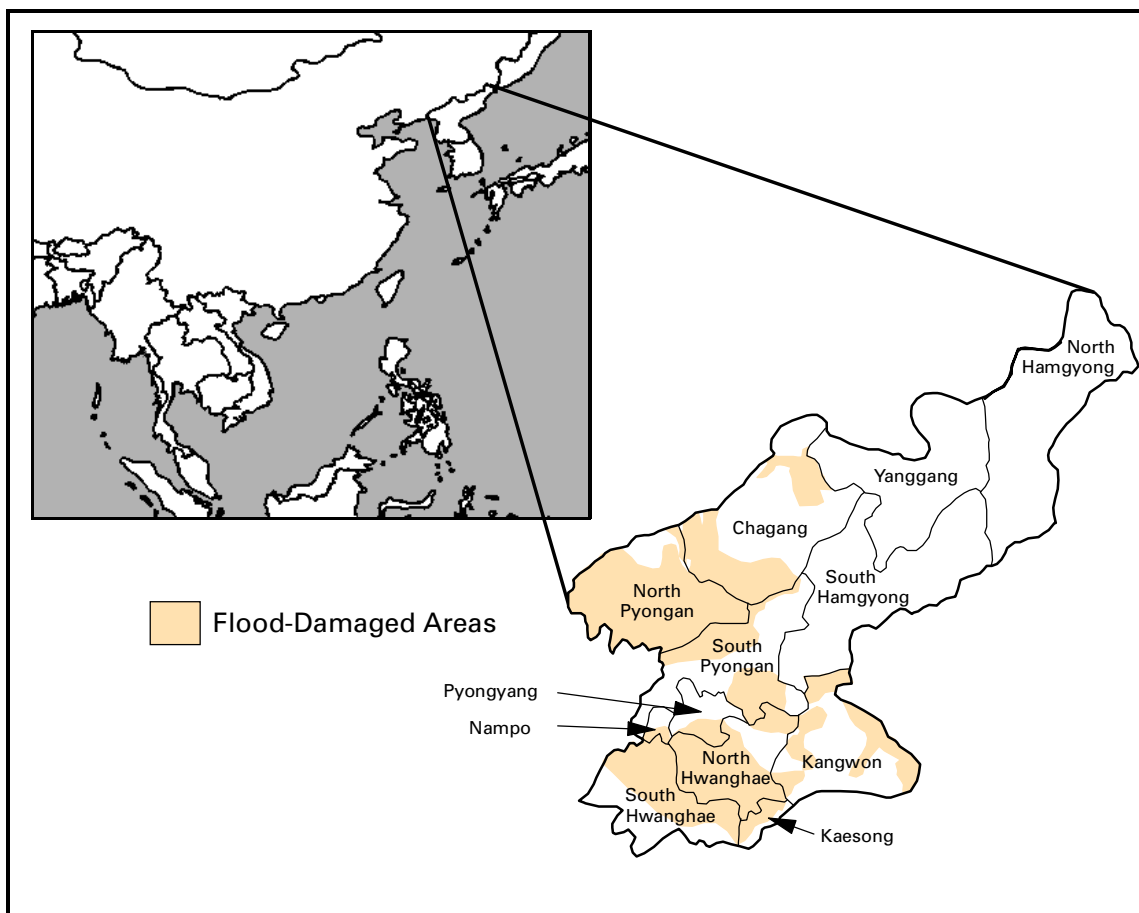 North
Hamgyong
Yanggang
Chagang
South
Hamgyong
North
Pyongan
Flood-Damaged Areas
South
Pyongan
Pyongyang
Nampo
North
Hwanghae
Kangwon
South
Hwanghae
Kaesong